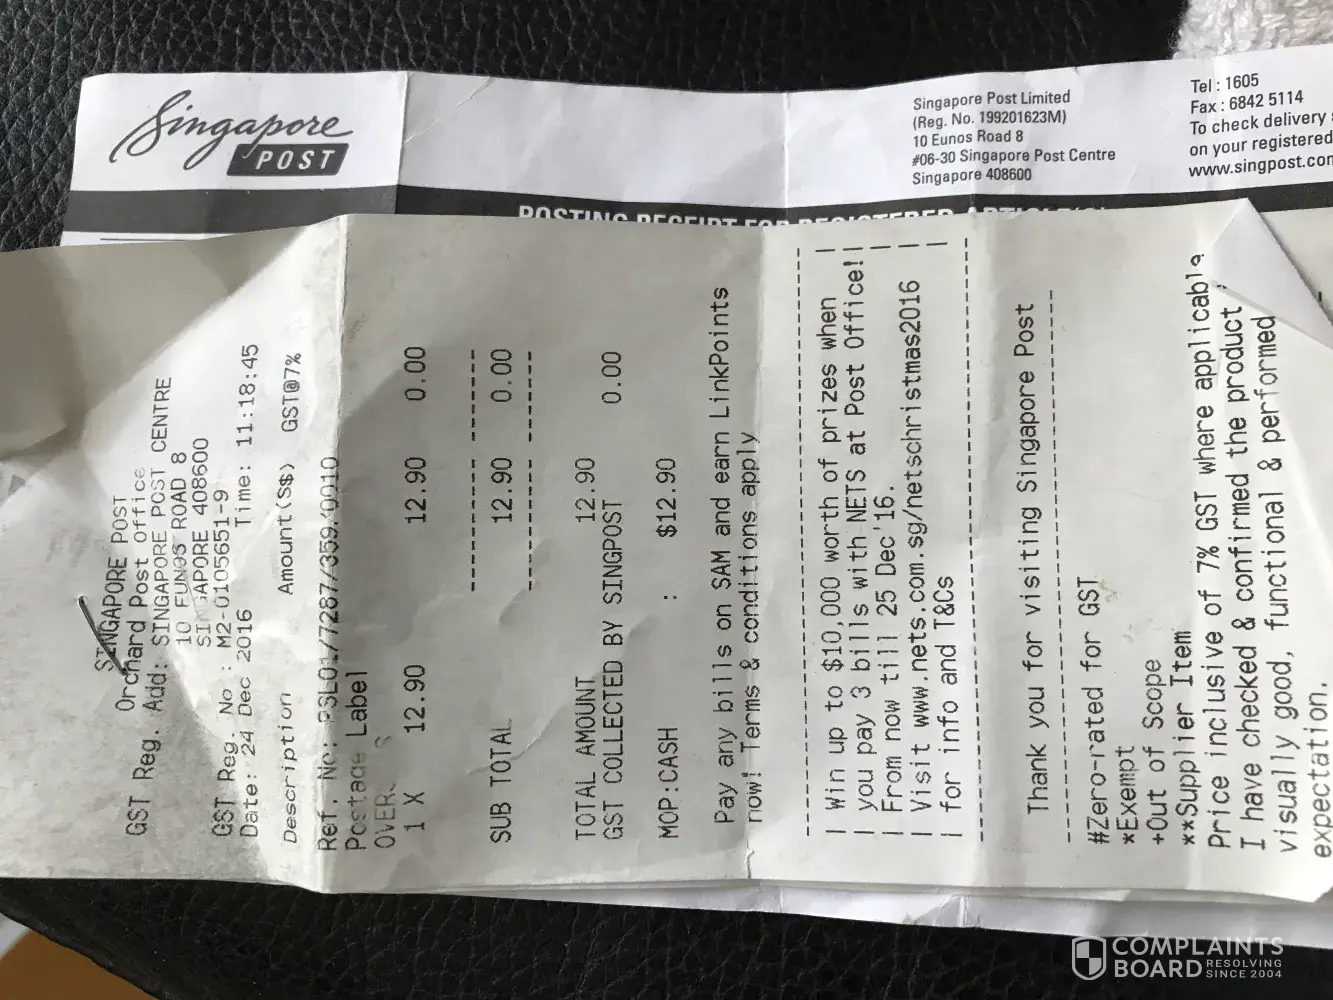 Singapore
POST
Singapore Post Limited
(Reg. No. 199201623M)
10 Eunos Road 8
#06-30 Singapore Post Centre
Singapore 408600
Tel : 1605
Fax : 6842 5114
To check delivery
on your registered
www.singpost.com
POSTING RECEIPT FOR REGISTERED
SINGAPORE POST
Orchard Post Office
GST Reg. Add: SINGAPORE POST CENTRE
10 EUNOS ROAD 8
SINGAPORE 408600
GST Reg. No : M2-0105651-9
Date: 24 Dec 2016 Time: 11:18:45
Description Amount(S$) GST@7%
Ref. No: PSL01/7287/359/0010
Postage Label
1 X 12.90 12.90 0.00
SUB TOTAL 12.90 0.00
TOTAL AMOUNT 12.90
GST COLLECTED BY SINGPOST 0.00
MOP:CASH : $12.90
Pay any bills on SAM and earn LinkPoints
now! Terms & conditions apply
| Win up to $10,000 worth of prizes when |
| you pay 3 bills with NETS at Post Office! |
| From now till 25 Dec'16. |
| Visit www.nets.com.sg/netschristmas2016 |
| for info and T&Cs |
Thank you for visiting Singapore Post
#Zero-rated for GST
*Exempt
+Out of Scope
**Supplier Item
Price inclusive of 7% GST where applicable
I have checked & confirmed the product
visually good, functional & performed
expectation.
COMPLAINTS
BOARD RESOLVING
SINCE 2004